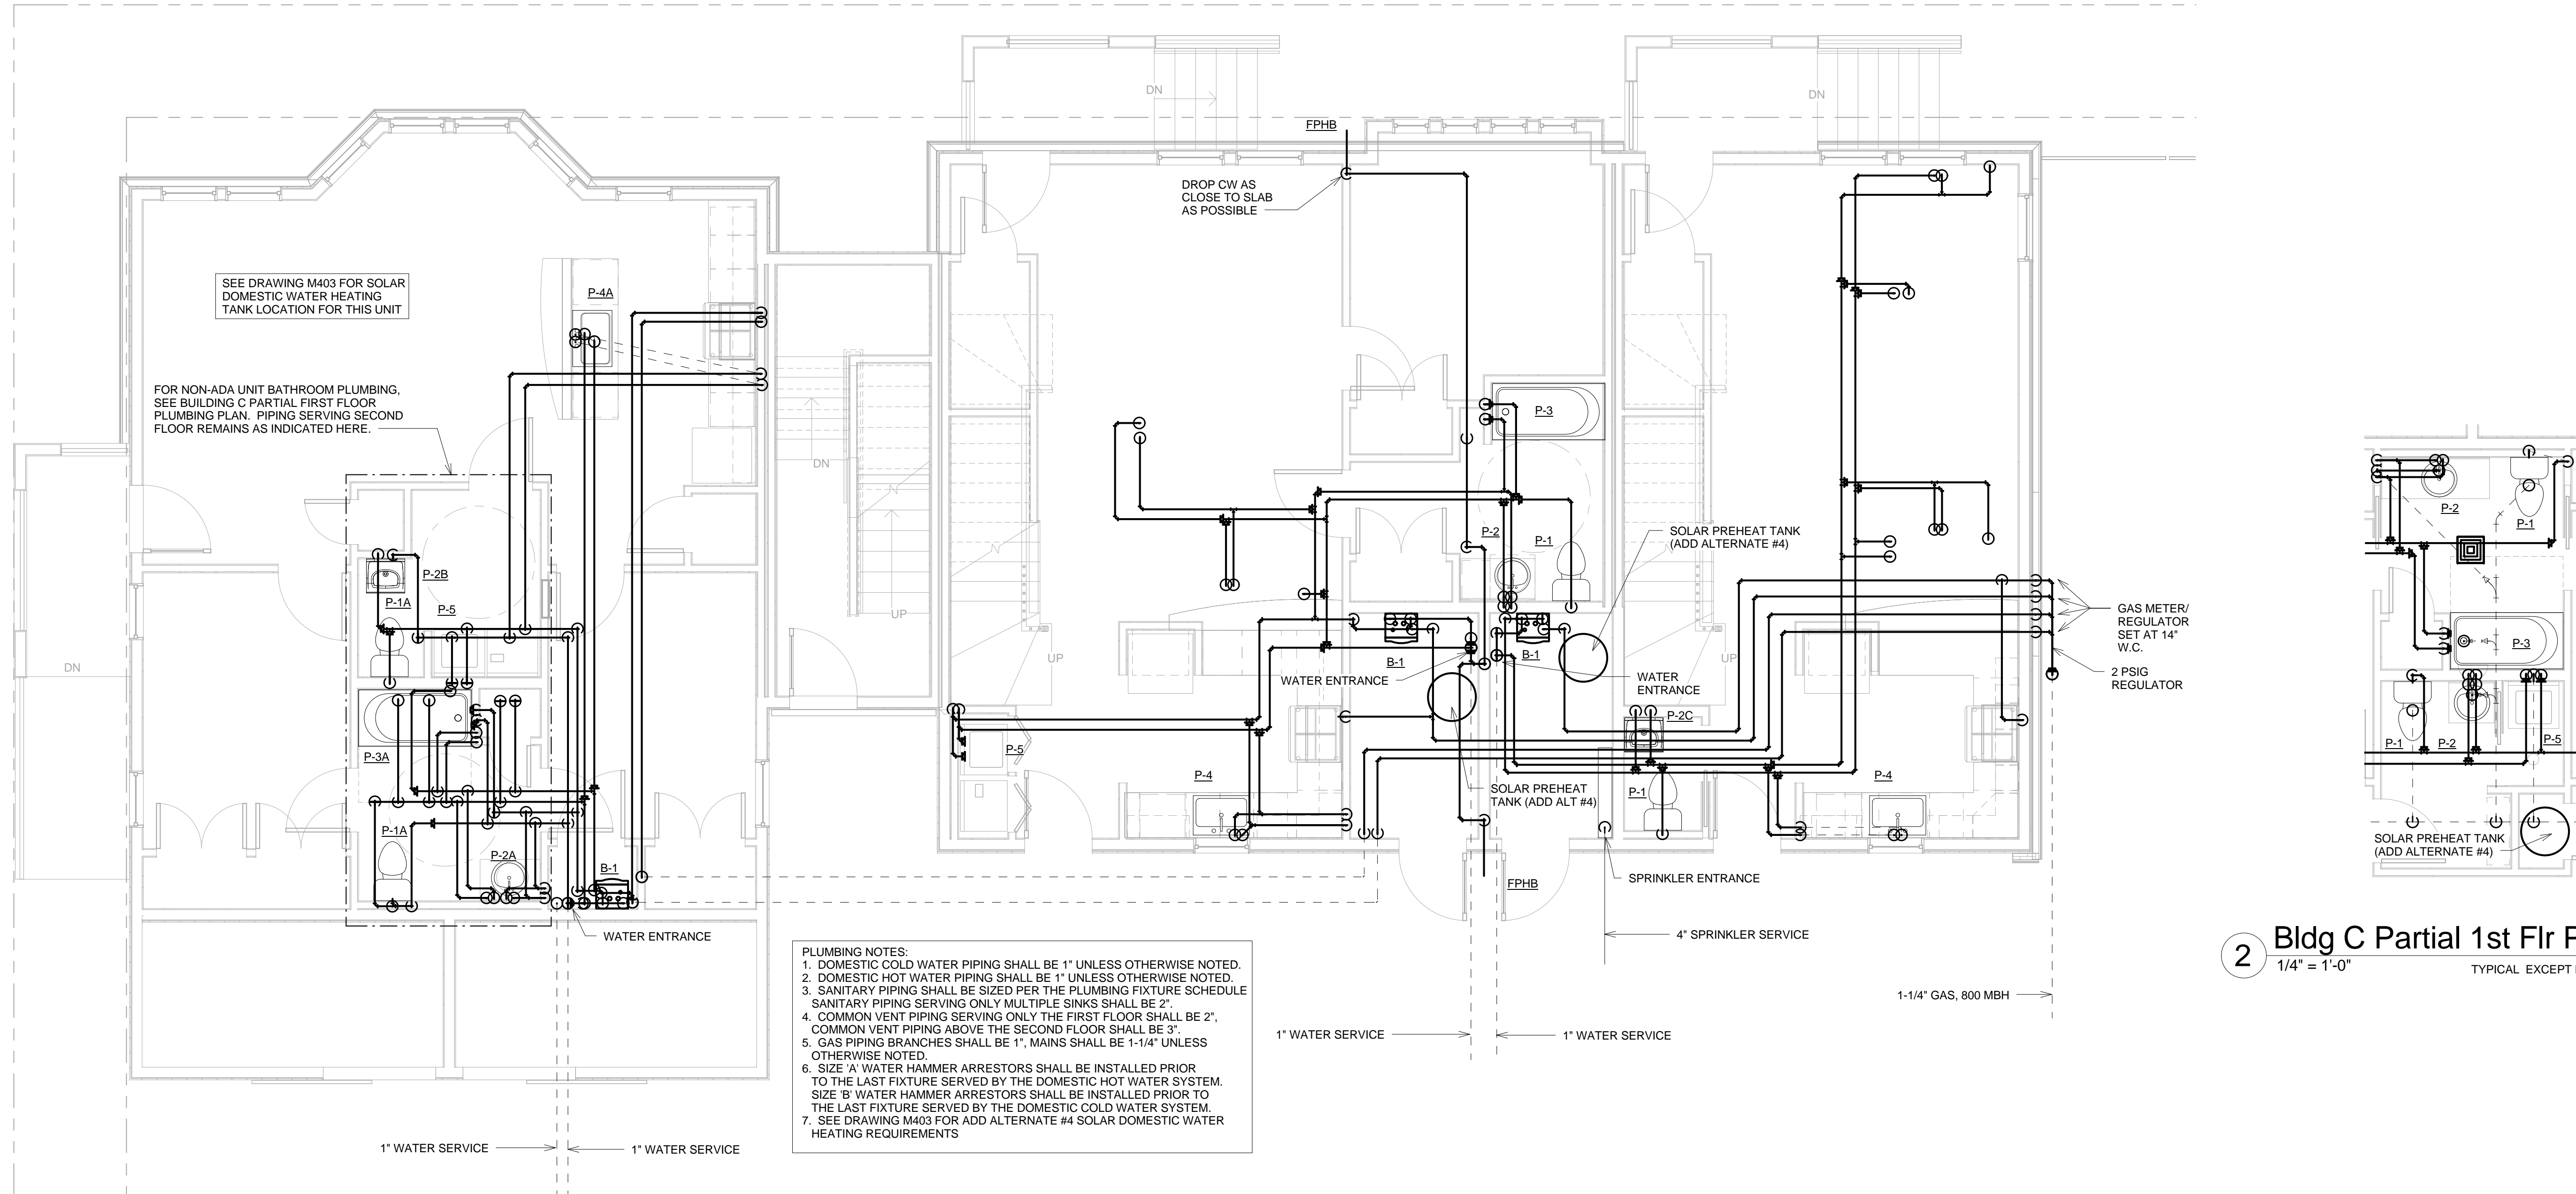 DN
DN
FPHB
DROP CW AS
CLOSE TO SLAB
AS POSSIBLE
SEE DRAWING M403 FOR SOLAR
DOMESTIC WATER HEATING
TANK LOCATION FOR THIS UNIT
P-4A
FOR NON-ADA UNIT BATHROOM PLUMBING,
SEE BUILDING C PARTIAL FIRST FLOOR
PLUMBING PLAN.  PIPING SERVING SECOND
FLOOR REMAINS AS INDICATED HERE.
DN
UP
P-3
P-2
P-1
SOLAR PREHEAT TANK
(ADD ALTERNATE #4)
P-2B
P-1A
P-5
DN
UP
UP
B-1
B-1
WATER ENTRANCE
WATER
ENTRANCE
GAS METER/
REGULATOR
SET AT 14"
W.C.
2 PSIG
REGULATOR
P-2C
P-3A
P-5
P-4
P-1
P-4
SOLAR PREHEAT
TANK (ADD ALT #4)
P-1A
P-2A
B-1
FPHB
SPRINKLER ENTRANCE
WATER ENTRANCE
4" SPRINKLER SERVICE
PLUMBING NOTES:
1.  DOMESTIC COLD WATER PIPING SHALL BE 1" UNLESS OTHERWISE NOTED.
2.  DOMESTIC HOT WATER PIPING SHALL BE 1" UNLESS OTHERWISE NOTED.
3.  SANITARY PIPING SHALL BE SIZED PER THE PLUMBING FIXTURE SCHEDULE
SANITARY PIPING SERVING ONLY MULTIPLE SINKS SHALL BE 2".
4.  COMMON VENT PIPING SERVING ONLY THE FIRST FLOOR SHALL BE 2",
COMMON VENT PIPING ABOVE THE SECOND FLOOR SHALL BE 3".
5.  GAS PIPING BRANCHES SHALL BE 1", MAINS SHALL BE 1-1/4" UNLESS
OTHERWISE NOTED.
6.  SIZE 'A' WATER HAMMER ARRESTORS SHALL BE INSTALLED PRIOR
TO THE LAST FIXTURE SERVED BY THE DOMESTIC HOT WATER SYSTEM.
SIZE 'B' WATER HAMMER ARRESTORS SHALL BE INSTALLED PRIOR TO
THE LAST FIXTURE SERVED BY THE DOMESTIC COLD WATER SYSTEM.
7.  SEE DRAWING M403 FOR ADD ALTERNATE #4 SOLAR DOMESTIC WATER
HEATING REQUIREMENTS
1-1/4" GAS, 800 MBH
1" WATER SERVICE
1" WATER SERVICE
1" WATER SERVICE
1" WATER SERVICE
P-2
P-1
P-3
P-1
P-2
P-5
SOLAR PREHEAT TANK
(ADD ALTERNATE #4)
2
Bldg C Partial 1st Flr P
1/4" = 1'-0"
TYPICAL  EXCEPT